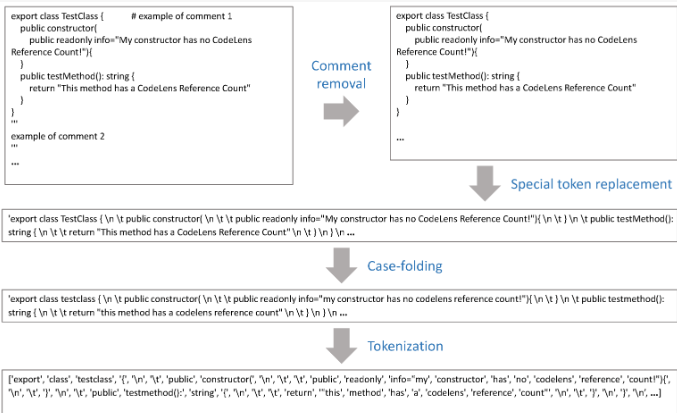 export class TestClass { # example of comment 1
public constructor(
public readonly info="My constructor has no CodeLens
Reference Count!"){
}
public testMethod(): string {
return "This method has a CodeLens Reference Count"
}
}
'''
example of comment 2
'''
...
Comment
removal
export class TestClass {
public constructor(
public readonly info="My constructor has no CodeLens
Reference Count!"){
}
public testMethod(): string {
return "This method has a CodeLens Reference Count"
}
}
...
Special token replacement
'export class TestClass { \n \t public constructor( \n \t \t public readonly info="My constructor has no CodeLens Reference Count!"){ \n \t } \n \t public testMethod():
string { \n \t \t return "This method has a CodeLens Reference Count" \n \t } \n } \n ...
Case-folding
'export class testclass { \n \t public constructor( \n \t \t public readonly info="my constructor has no codelens reference count!"){ \n \t } \n \t public testmethod():
string { \n \t \t return "this method has a codelens reference count" \n \t } \n } \n ...
Tokenization
['export', 'class', 'testclass', '{', '\n', '\t', 'public', 'constructor(', '\n', '\t', '\t', 'public', 'readonly', 'info="my', 'constructor', 'has', 'no', 'codelens', 'reference', 'count!"){',
'\n', '\t', '}', '\n', '\t', 'public', 'testmethod():', 'string', '{', '\n', '\t', '\t', 'return', '"this', 'method', 'has', 'a', 'codelens', 'reference', 'count"', '\n', '\t', '}', '\n', '}', '\n', ...]